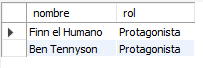 nombre rol
Finn el Humano Protagonista
Ben Tennyson Protagonista